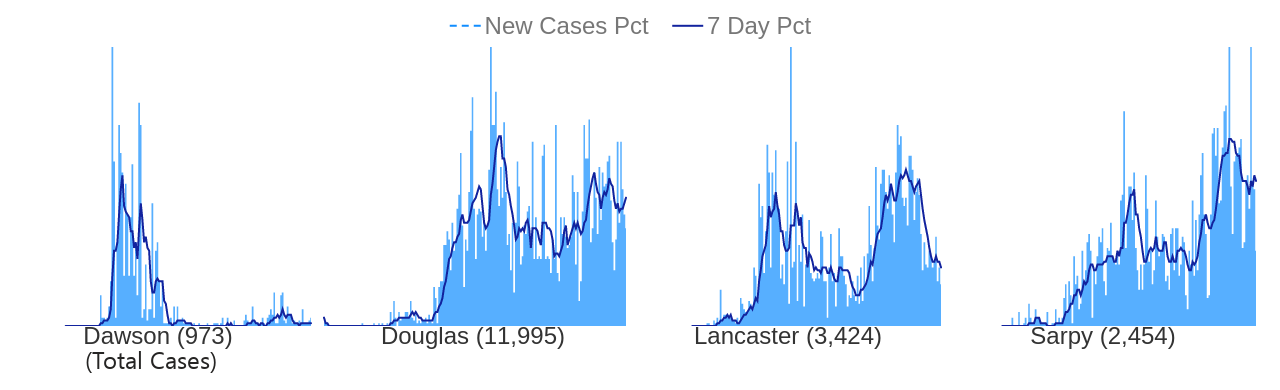 New Cases Pct 7 Day Pct
Dawson (973) Douglas (11,995) Lancaster (3,424) Sarpy (2,454)
(Total Cases)